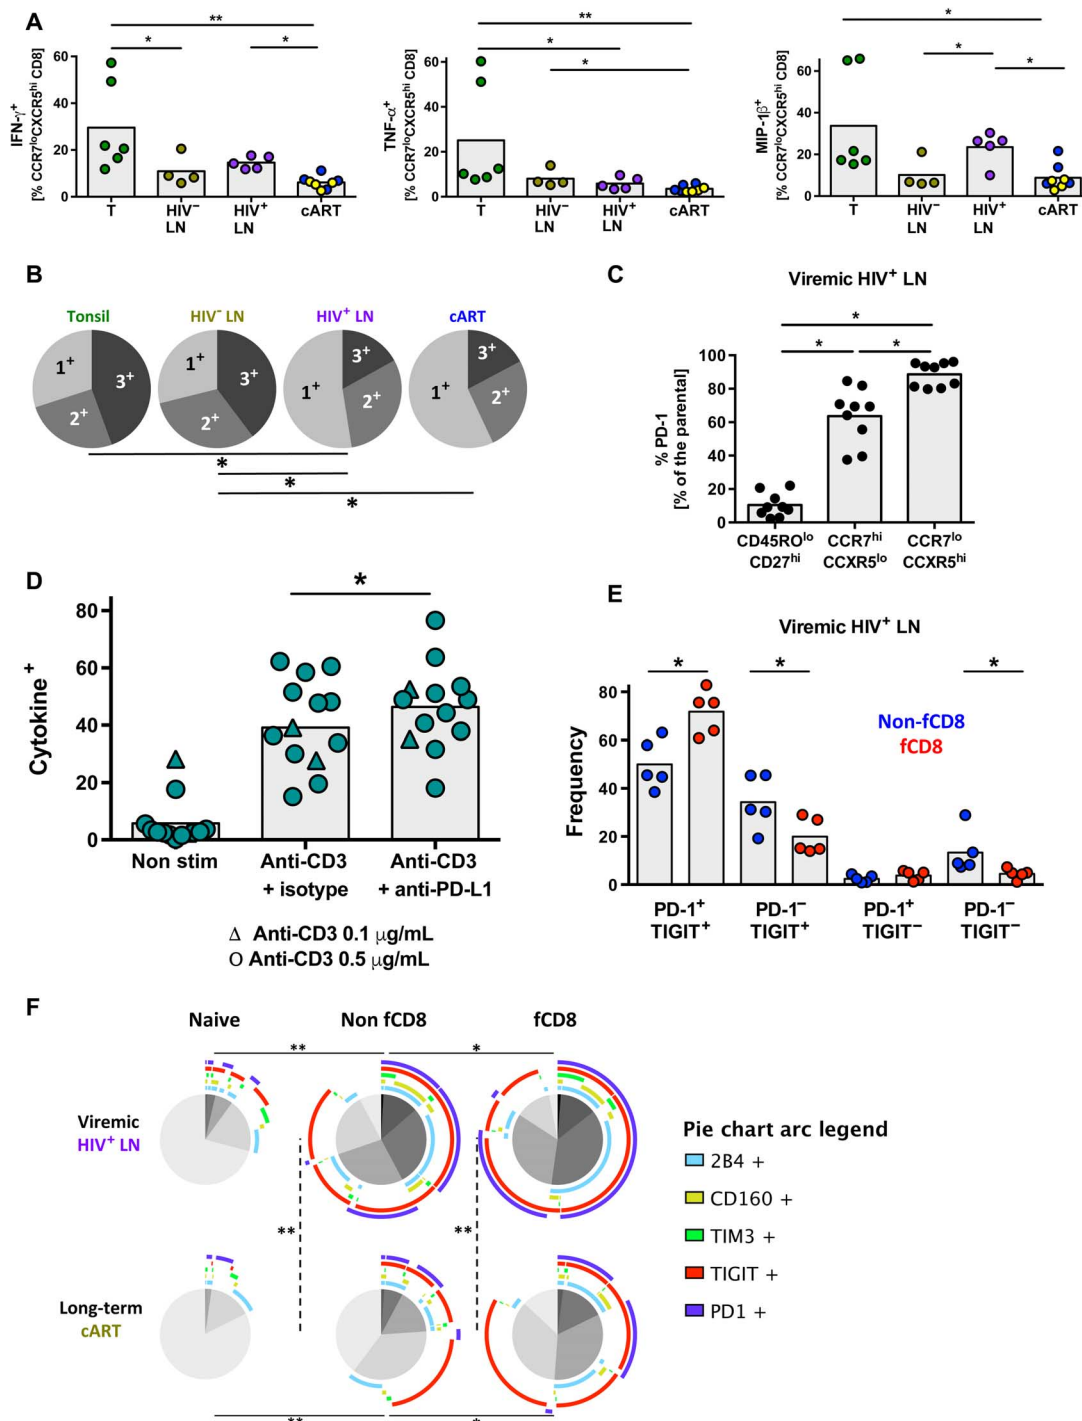 A
**
*
*
IFN-γ+
[% CCR7loCXCR5hi CD8]
60
40
20
0
T
HIV− LN
HIV+ LN
cART
**
*
*
TNF-α+
[% CCR7loCXCR5hi CD8]
60
40
20
0
T
HIV− LN
HIV+ LN
cART
*
*
*
MIP-1β+
[% CCR7loCXCR5hi CD8]
60
40
20
0
T
HIV− LN
HIV+ LN
cART
B
Tonsil
HIV− LN
HIV+ LN
cART
1+
3+
2+
1+
3+
2+
3+
1+
2+
3+
1+
2+
*
*
*
C
Viremic HIV+ LN
*
*
*
% PD-1
[% of the parental]
100
80
60
40
20
0
CD45ROlo
CD27hi
CCR7hi
CCXR5lo
CCR7lo
CCXR5hi
D
*
Cytokine+
80
60
40
20
0
Non stim
Anti-CD3
+ isotype
Anti-CD3
+ anti-PD-L1
Δ Anti-CD3 0.1 µg/mL
O Anti-CD3 0.5 µg/mL
E
Viremic HIV+ LN
*
*
*
Non-fCD8
fCD8
Frequency
80
60
40
20
0
PD-1+
TIGIT+
PD-1−
TIGIT+
PD-1+
TIGIT−
PD-1−
TIGIT−
F
Naive
Non fCD8
fCD8
**
*
Viremic
HIV+ LN
**
**
Long-term
cART
**
*
Pie chart arc legend
2B4 +
CD160 +
TIM3 +
TIGIT +
PD1 +